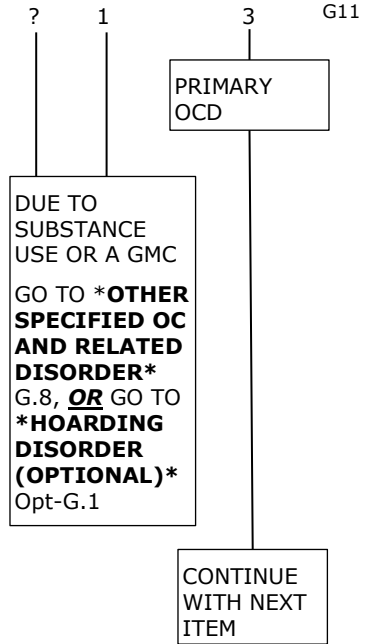 ? 1 3 G11
PRIMARY
OCD
DUE TO
SUBSTANCE
USE OR A GMC
GO TO *OTHER
SPECIFIED OC
AND RELATED
DISORDER*
G.8, OR GO TO
*HOARDING
DISORDER
(OPTIONAL)*
Opt-G.1
CONTINUE
WITH NEXT
ITEM